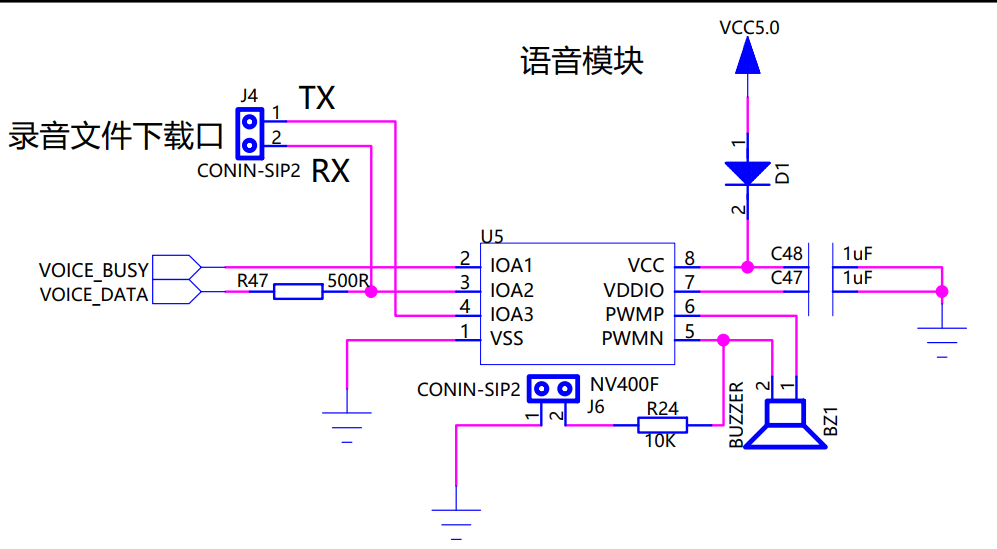 VCC5.0
语音模块
J4
TX
1
录音文件下载口
2
CONIN-SIP2
RX
1
D1
2
U5
VOICE_BUSY
2
IOA1
VCC
8
C48
1uF
VOICE_DATA
R47
500R
3
IOA2
VDDIO
7
C47
1uF
4
IOA3
PWMP
6
1
VSS
PWMN
5
CONIN-SIP2
NV400F
J6
1
2
R24
10K
BUZZER
2
1
BZ1